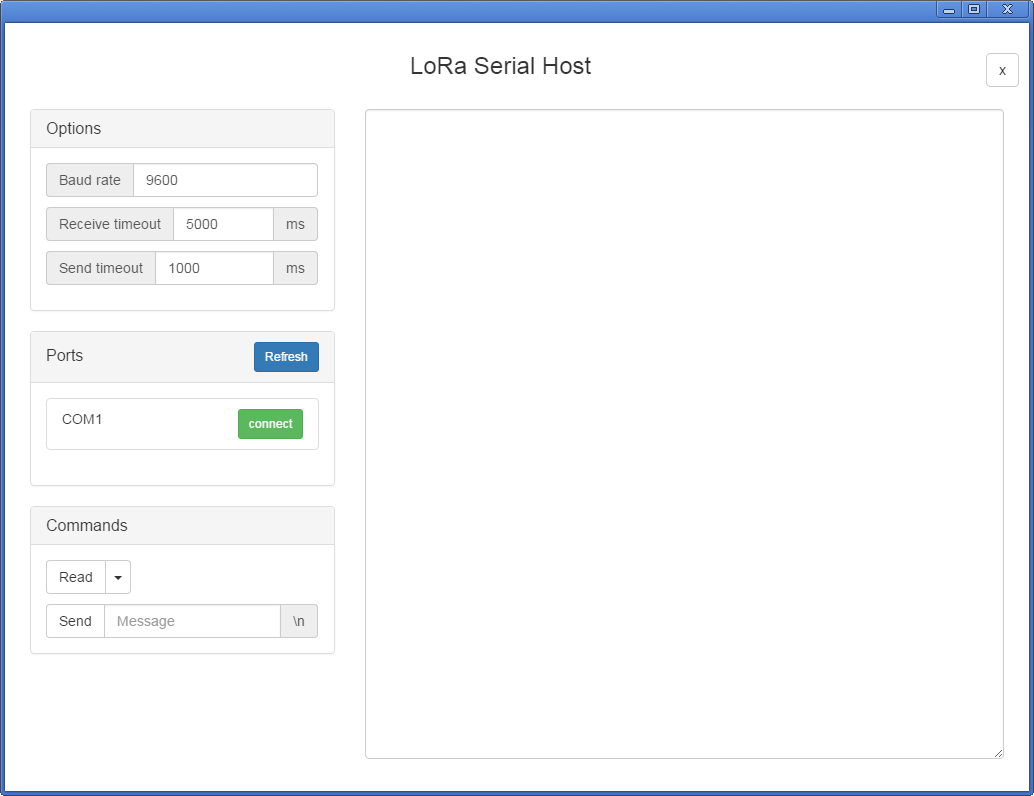 LoRa Serial Host
x
Options
Baud rate 9600
Receive timeout 5000 ms
Send timeout 1000 ms
Ports Refresh
COM1 connect
Commands
Read
Send Message \n